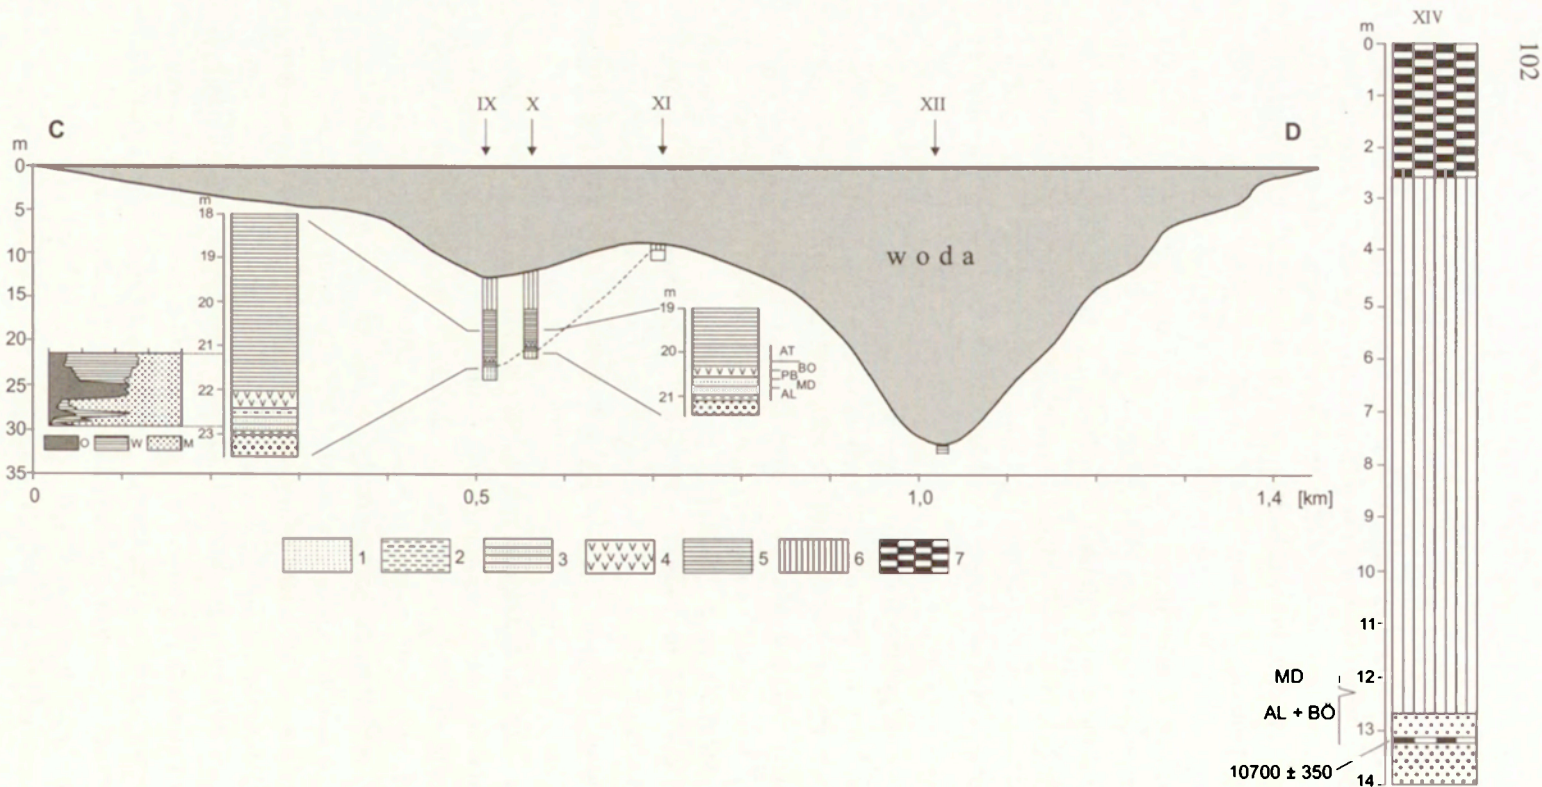 XIV
102
m
0
1
2
3
4
5
6
7
8
9
10
11
12
13
14
MD
AL + BÖ
10700 ± 350
IX X XI XII
C D
m
0
5
10
15
20
25
30
35
woda
m
18
19
20
21
22
23
O W M
m
19
20
21
AT
BO
PB
MD
AL
0 0,5 1,0 1,4 [km]
1 2 3 4 5 6 7